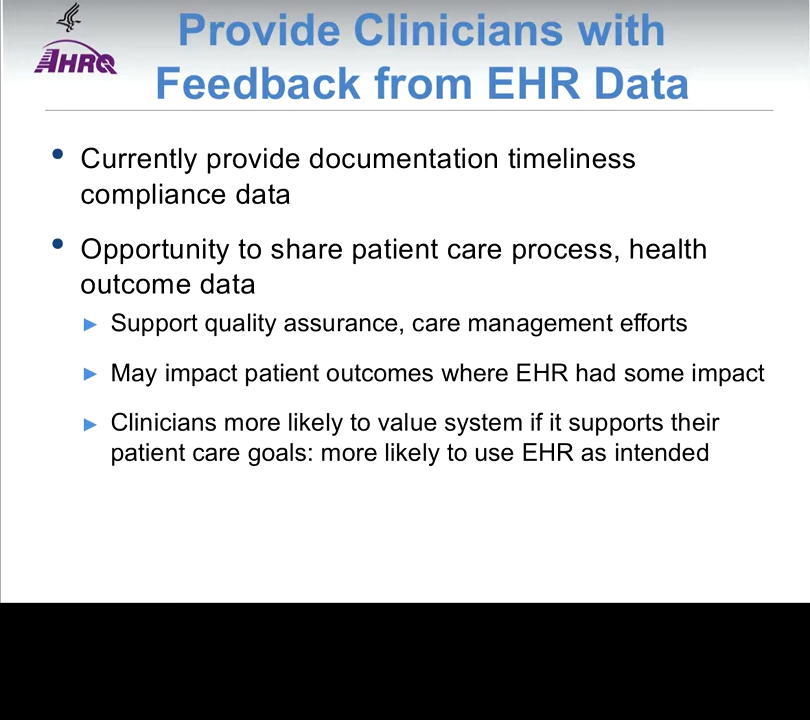 AHRQ
Provide Clinicians with
Feedback from EHR Data
• Currently provide documentation timeliness
compliance data
• Opportunity to share patient care process, health
outcome data
► Support quality assurance, care management efforts
► May impact patient outcomes where EHR had some impact
► Clinicians more likely to value system if it supports their
patient care goals: more likely to use EHR as intended